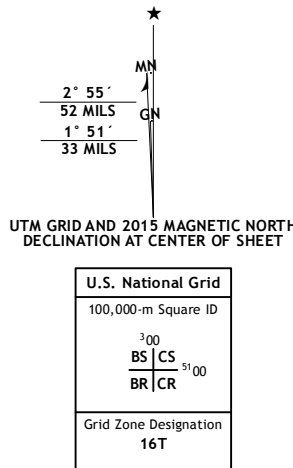 ★
MN
2° 55´
52 MILS
GN
1° 51´
33 MILS
UTM GRID AND 2015 MAGNETIC NORTH
DECLINATION AT CENTER OF SHEET
U.S. National Grid
100,000-m Square ID
³00
BS CS
⁵¹00
BR CR
Grid Zone Designation
16T